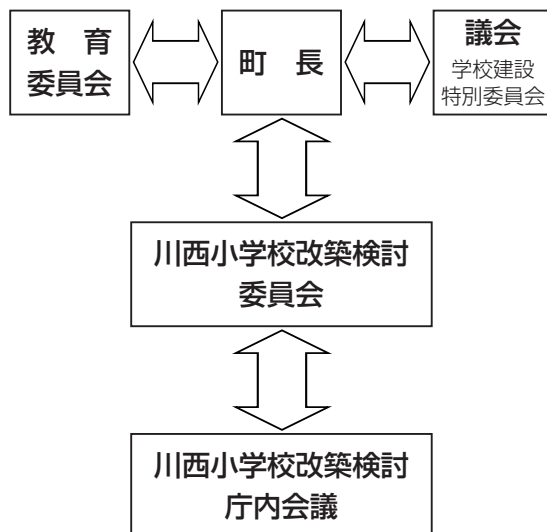 教　育
委員会
町　長
議会
学校建設
特別委員会
川西小学校改築検討
委員会
川西小学校改築検討
庁内会議